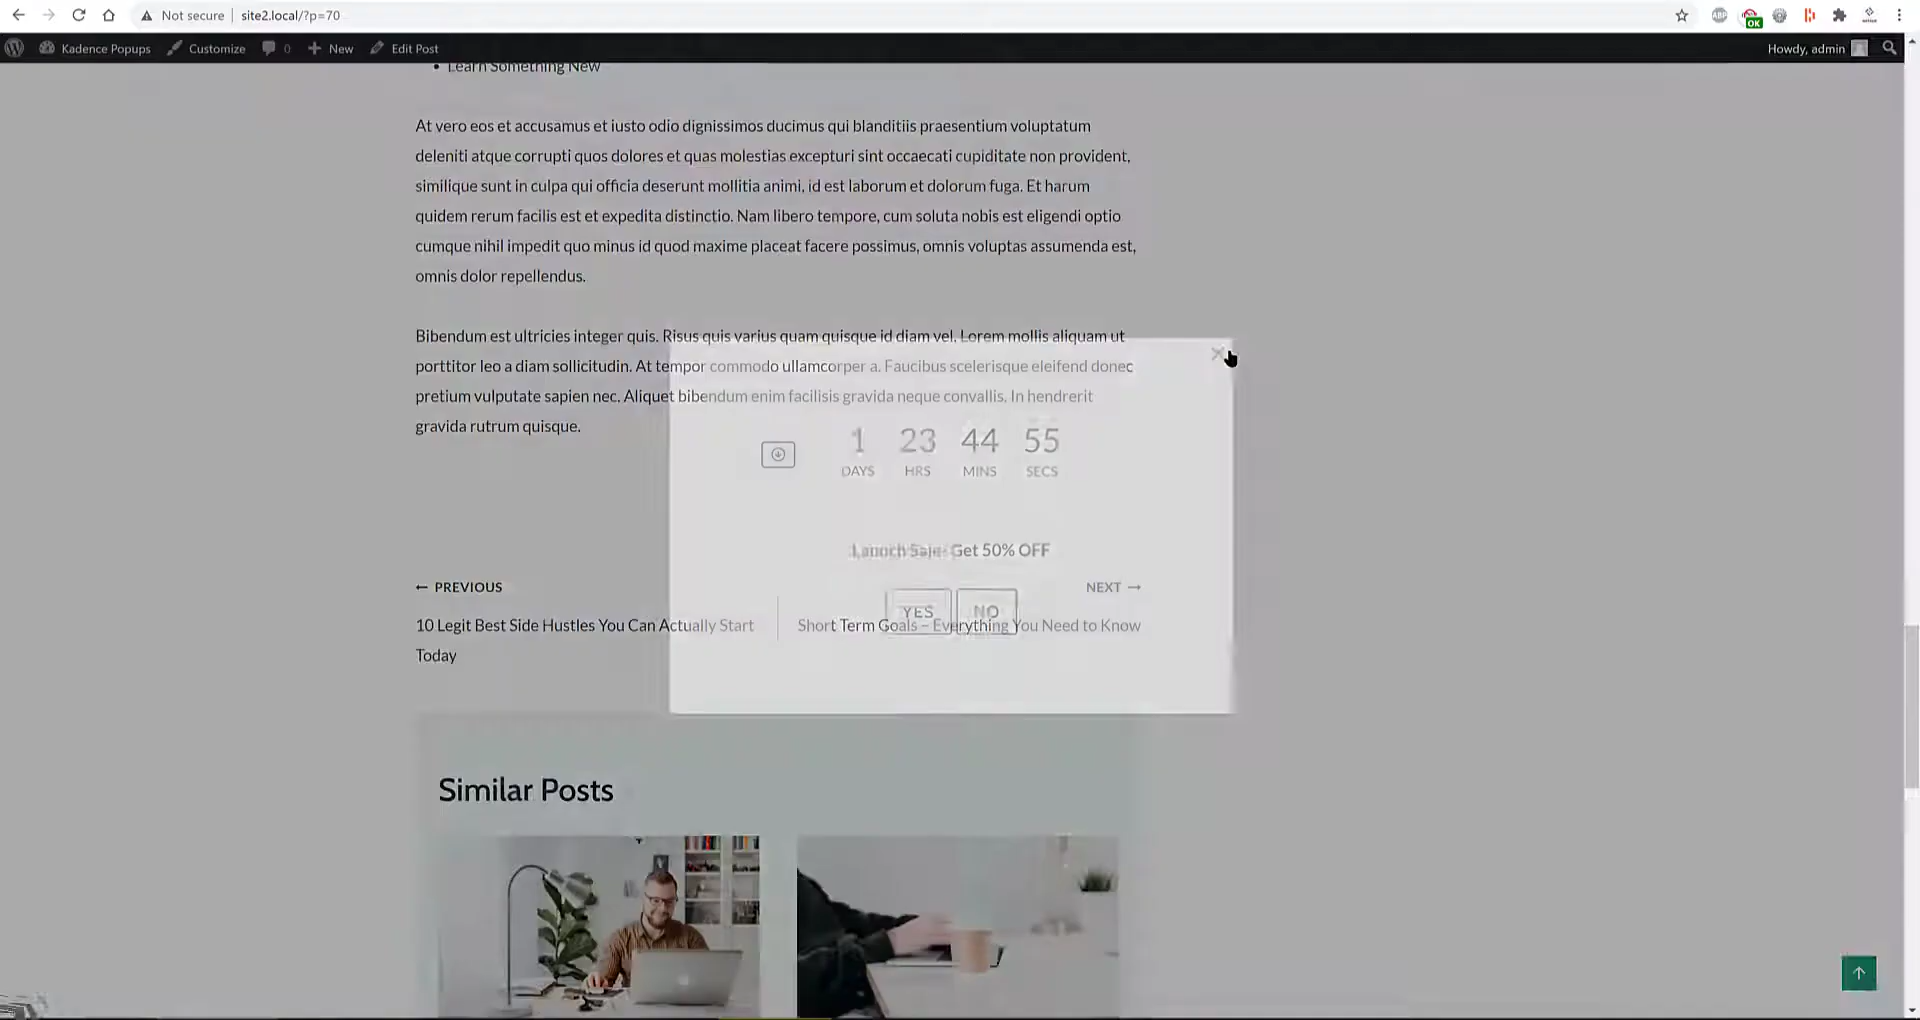 Not secure | site2.local/?p=70
ABP
OK
Kadence Popups Customize 0 New Edit Post
Howdy, admin
• Learn Something New
At vero eos et accusamus et iusto odio dignissimos ducimus qui blanditiis praesentium voluptatum
deleniti atque corrupti quos dolores et quas molestias excepturi sint occaecati cupiditate non provident,
similique sunt in culpa qui officia deserunt mollitia animi, id est laborum et dolorum fuga. Et harum
quidem rerum facilis est et expedita distinctio. Nam libero tempore, cum soluta nobis est eligendi optio
cumque nihil impedit quo minus id quod maxime placeat facere possimus, omnis voluptas assumenda est,
omnis dolor repellendus.
Bibendum est ultricies integer quis. Risus quis varius quam quisque id diam vel. Lorem mollis aliquam ut
porttitor leo a diam sollicitudin. At tempor commodo ullamcorper a. Faucibus scelerisque eleifend donec
pretium vulputate sapien nec. Aliquet bibendum enim facilisis gravida neque convallis. In hendrerit
gravida rutrum quisque.
1 23 44 55
DAYS HRS MINS SECS
Launch Sale- Get 50% OFF
YES NO
← PREVIOUS
NEXT →
10 Legit Best Side Hustles You Can Actually Start
Today
Short Term Goals – Everything You Need to Know
Similar Posts